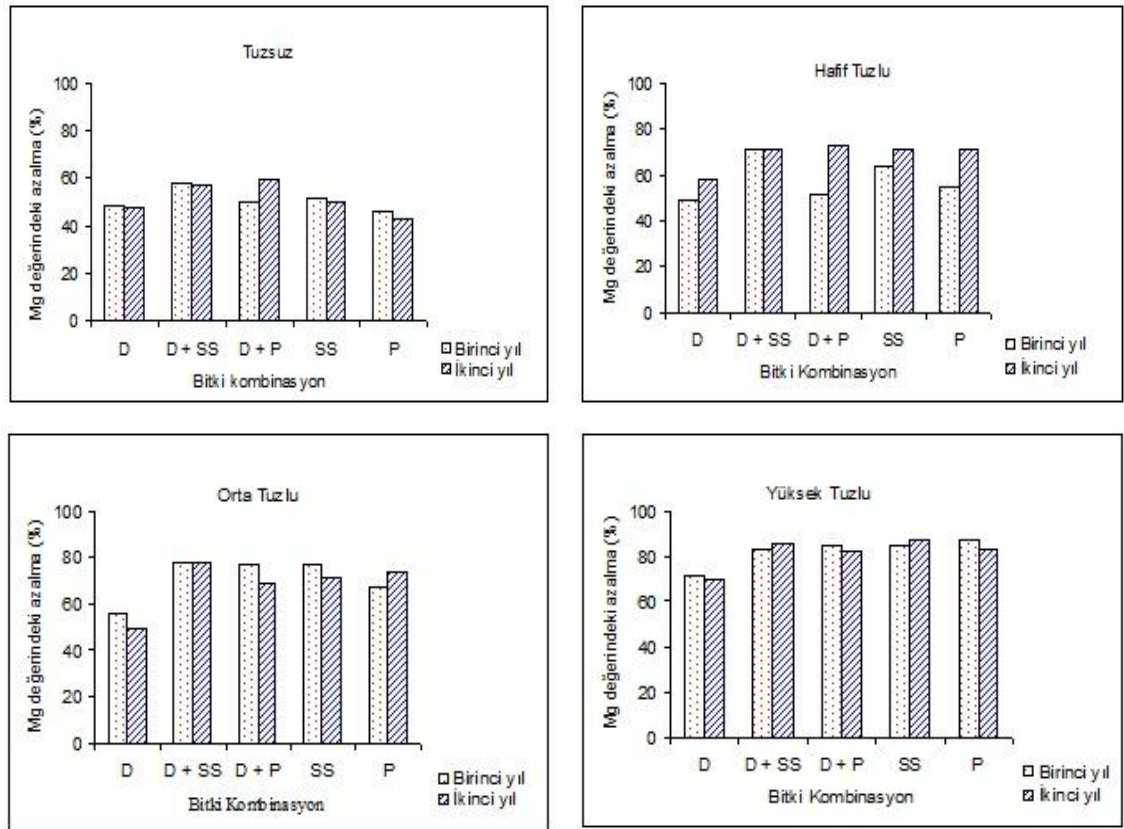 Tuzsuz
Mg değerindeki azalma (%)
100
80
60
40
20
0
D D + SS D + P SS P
Bitki kombinasyon
Birinci yıl
İkinci yıl
Hafif Tuzlu
Mg değerindeki azalma (%)
100
80
60
40
20
0
D D + SS D + P SS P
Bitki Kombinasyon
Birinci yıl
İkinci yıl
Orta Tuzlu
Mg değerindeki azalma (%)
100
80
60
40
20
0
D D + SS D + P SS P
Bitki Kombinasyon
Birinci yıl
İkinci yıl
Yüksek Tuzlu
Mg değerindeki azalma (%)
100
80
60
40
20
0
D D + SS D + P SS P
Bitki Kombinasyon
Birinci yıl
İkinci yıl